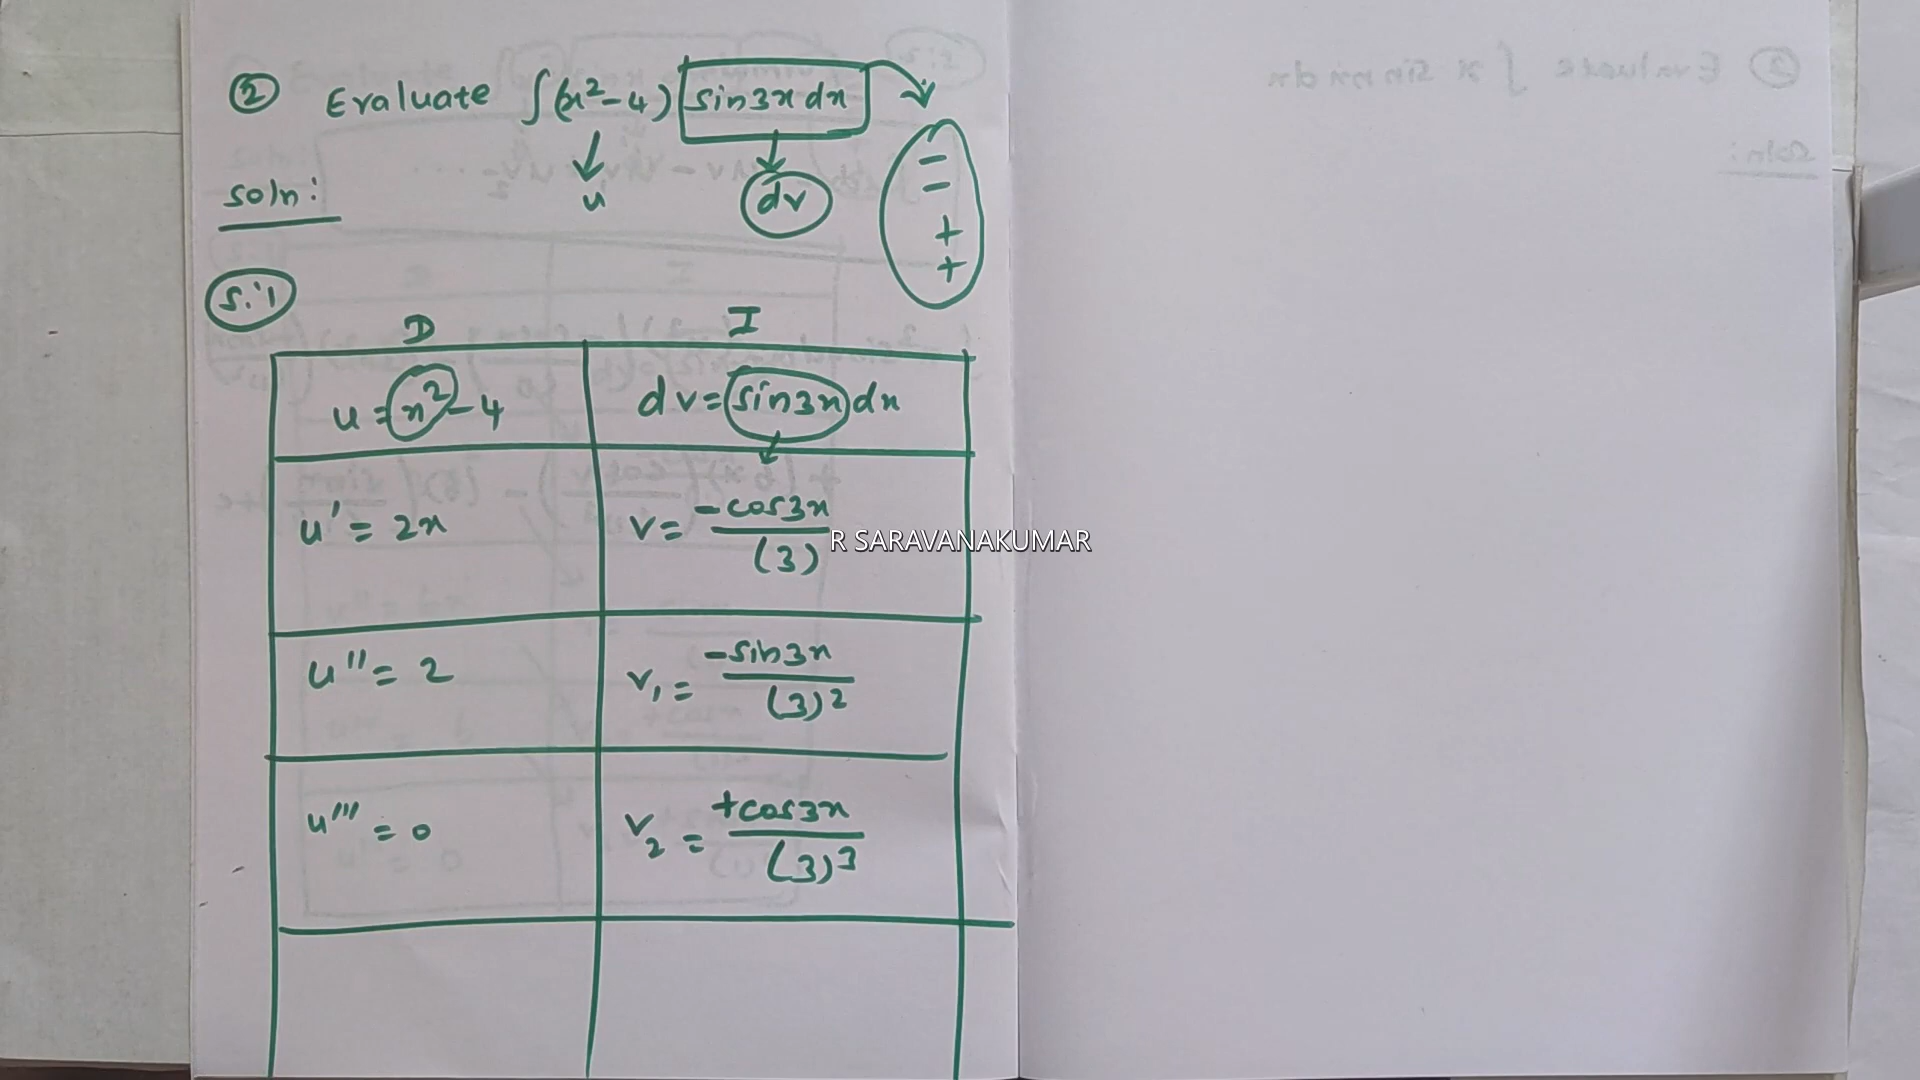 ② Evaluate ∫(x²-4) sin3x dx
↓ u ↓ dv
-
-
+
+
soln:
S.1
D I
u = x²-4 dv = sin3x dx
u' = 2x v = -cos3x/(3)
R SARAVANAKUMAR
u'' = 2 v₁ = -sin3x/(3)²
u''' = 0 v₂ = +cos3x/(3)³